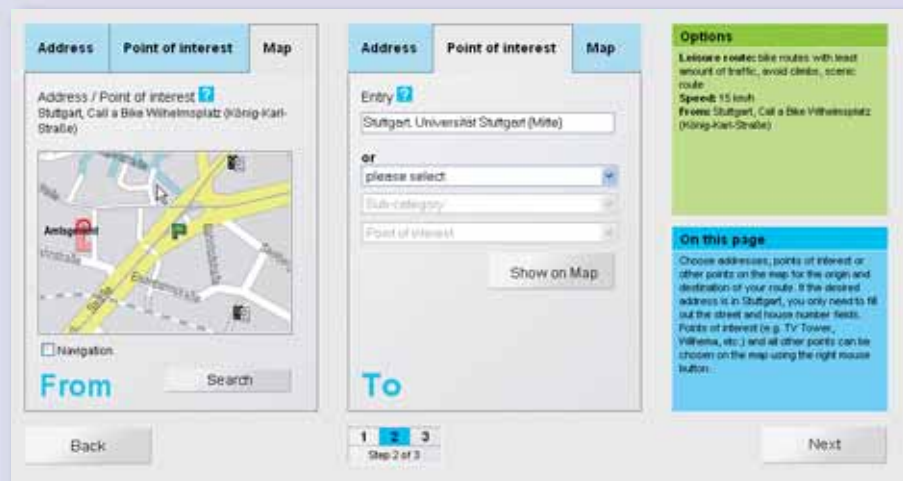 Address Point of interest Map
Address / Point of interest ?
Stuttgart, Call a Bike Wilhelmsplatz (König-Karl-
Straße)
Amtsgericht
Navigation
From
Search
Address Point of interest Map
Entry ?
Stuttgart, Universität Stuttgart (Mitte)
or
please select
Sub-category
Point of interest
Show on Map
To
Options
Leisure route: bike routes with least
amount of traffic, avoid climbs, scenic
route
Speed: 15 km/h
From: Stuttgart, Call a Bike Wilhelmsplatz
(König-Karl-Straße)
On this page
Choose addresses, points of interest or
other points on the map for the origin and
destination of your route. If the desired
address is in Stuttgart, you only need to fill
out the street and house number fields.
Points of interest (e.g. TV Tower,
Wilhema, etc.) and all other points can be
chosen on the map using the right mouse
button.
Back
1 2 3
Step 2 of 3
Next